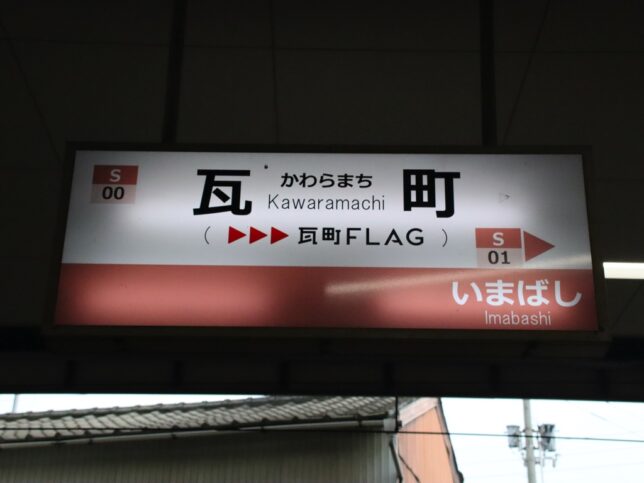 S
00
瓦町
かわらまち
Kawaramachi
( ▶▶▶ 瓦町FLAG )
S
01
いまばし
Imabashi